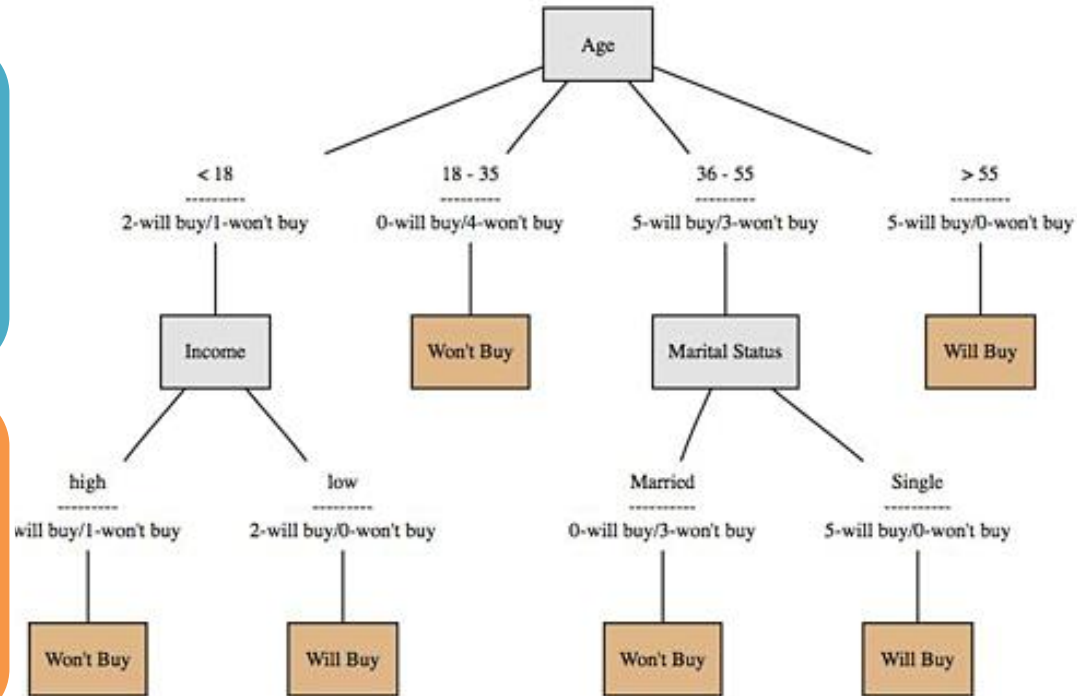 Age
< 18
---------
2-will buy/1-won't buy
18 - 35
---------
0-will buy/4-won't buy
36 - 55
---------
5-will buy/3-won't buy
> 55
---------
5-will buy/0-won't buy
Income
Won't Buy
Marital Status
Will Buy
high
---------
will buy/1-won't buy
low
---------
2-will buy/0-won't buy
Married
----------
0-will buy/3-won't buy
Single
----------
5-will buy/0-won't buy
Won't Buy
Will Buy
Won't Buy
Will Buy